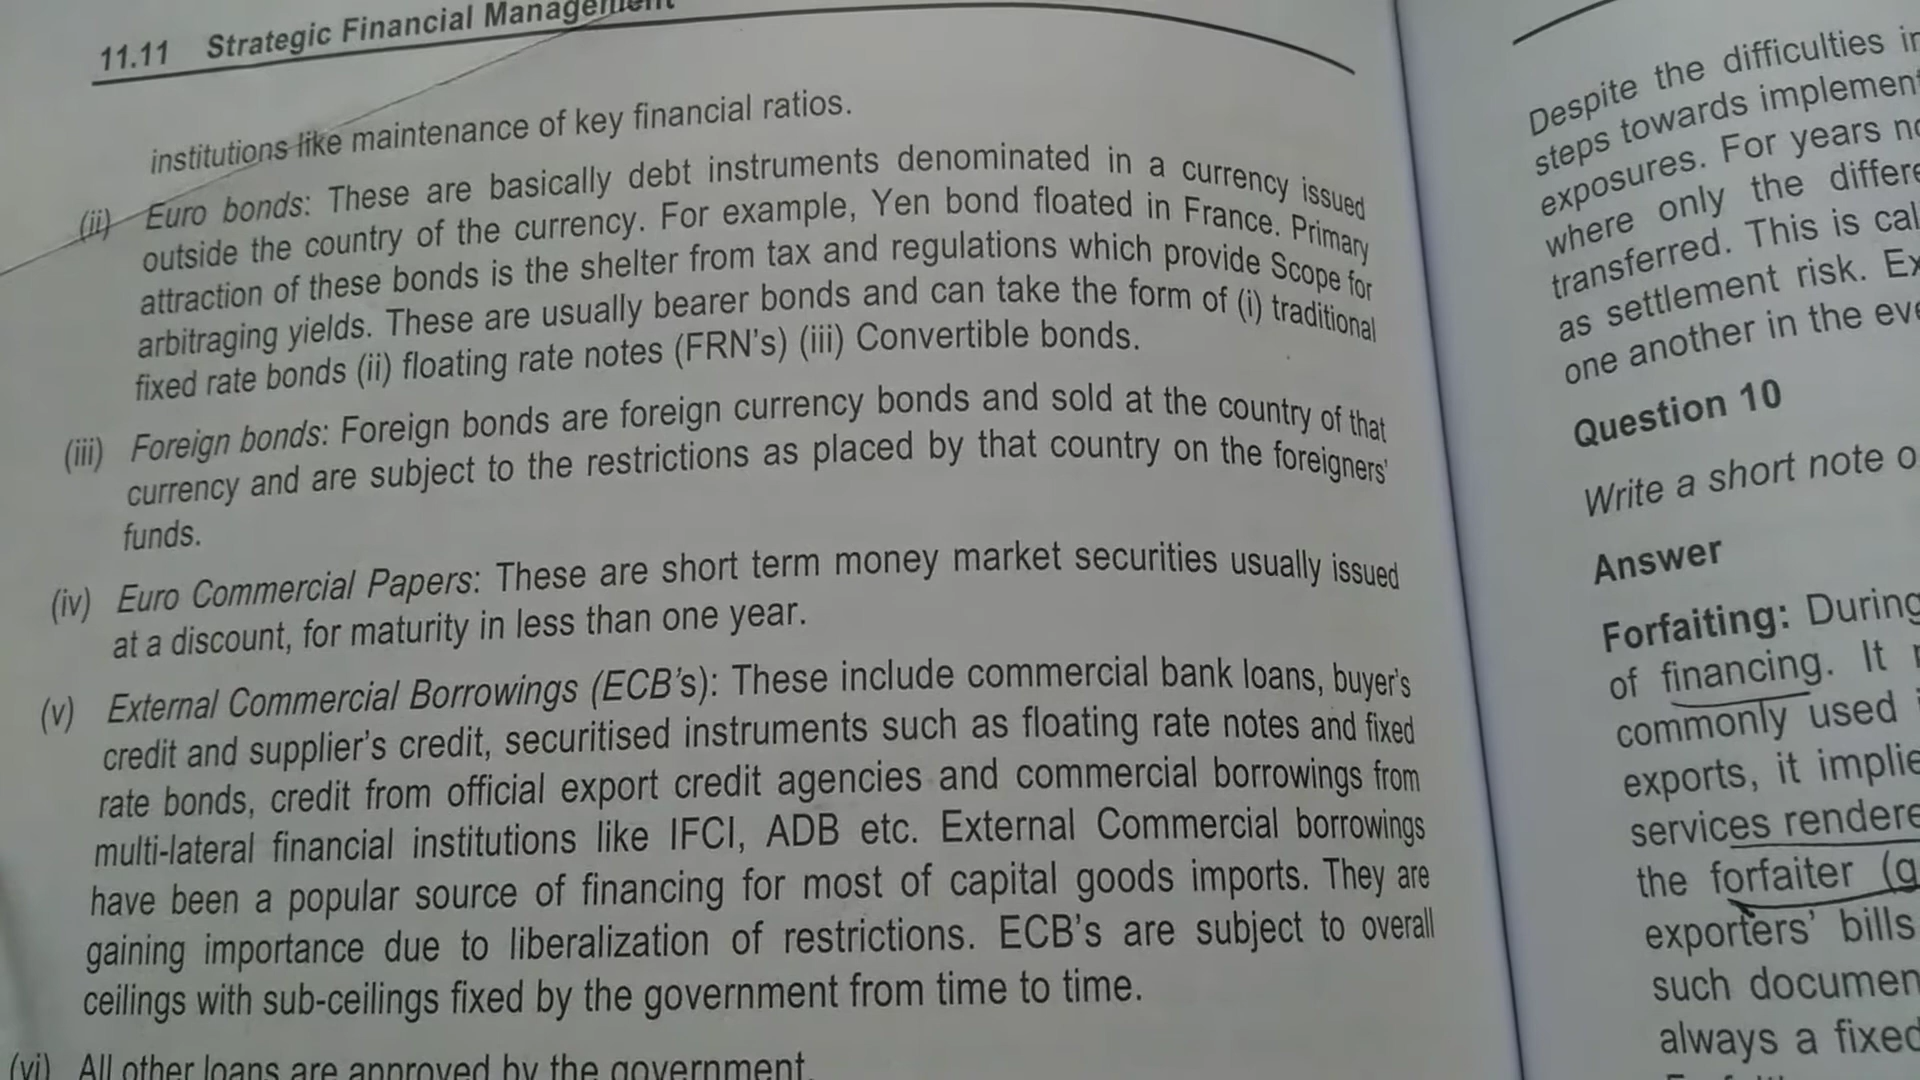 11.11 Strategic Financial Management
institutions like maintenance of key financial ratios.
(ii) Euro bonds: These are basically debt instruments denominated in a currency issued
outside the country of the currency. For example, Yen bond floated in France. Primary
attraction of these bonds is the shelter from tax and regulations which provide Scope for
arbitraging yields. These are usually bearer bonds and can take the form of (i) traditional
fixed rate bonds (ii) floating rate notes (FRN's) (iii) Convertible bonds.
(iii) Foreign bonds: Foreign bonds are foreign currency bonds and sold at the country of that
currency and are subject to the restrictions as placed by that country on the foreigners'
funds.
(iv) Euro Commercial Papers: These are short term money market securities usually issued
at a discount, for maturity in less than one year.
(v) External Commercial Borrowings (ECB's): These include commercial bank loans, buyer's
credit and supplier's credit, securitised instruments such as floating rate notes and fixed
rate bonds, credit from official export credit agencies and commercial borrowings from
multi-lateral financial institutions like IFCI, ADB etc. External Commercial borrowings
have been a popular source of financing for most of capital goods imports. They are
gaining importance due to liberalization of restrictions. ECB's are subject to overall
ceilings with sub-ceilings fixed by the government from time to time.
(vi) All other loans are approved by the government.
Despite the difficulties
steps towards
exposures. For years
where only the
transferred. This is
as settlement risk.
one another in the
Question 10
Write a short note
Answer
Forfaiting: During
of financing. It
commonly used
exports, it
services
the forfaiter
exporters' bills
such
always a fixed